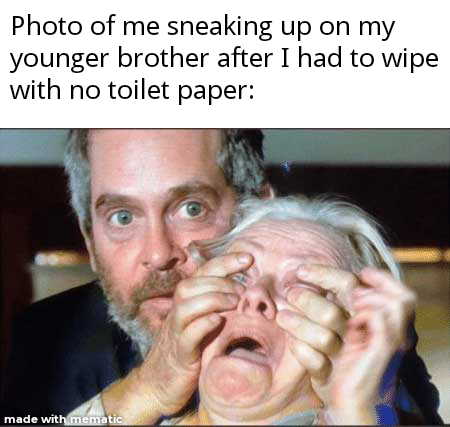 Photo of me sneaking up on my
younger brother after I had to wipe
with no toilet paper:
made with mematic